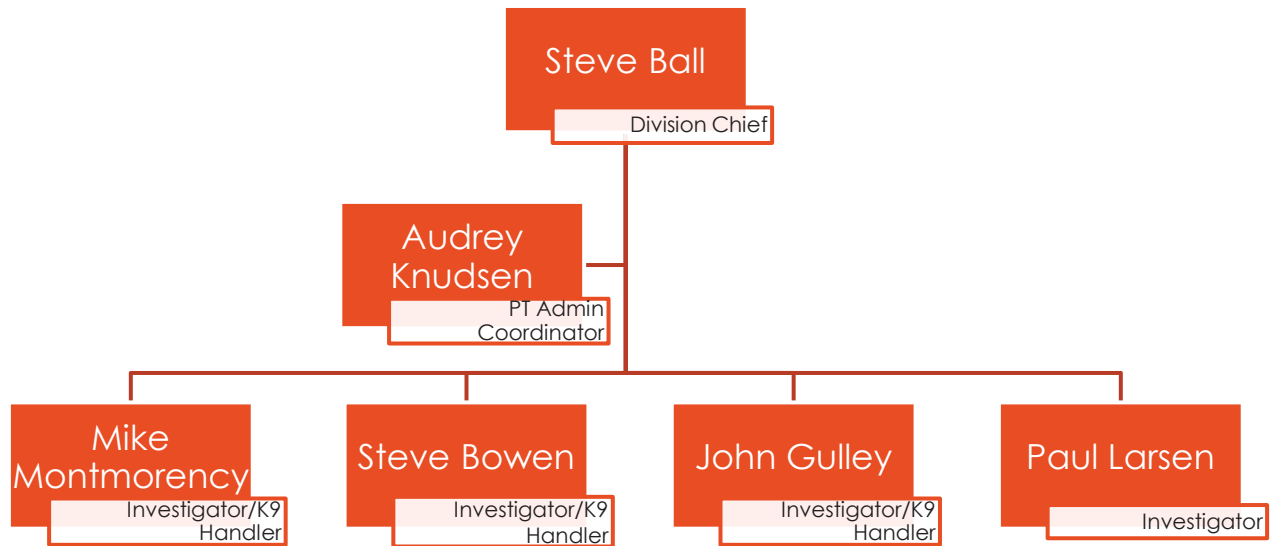 Steve Ball
Division Chief
Audrey
Knudsen
PT Admin
Coordinator
Mike
Montmorency
Investigator/K9
Handler
Steve Bowen
Investigator/K9
Handler
John Gulley
Investigator/K9
Handler
Paul Larsen
Investigator